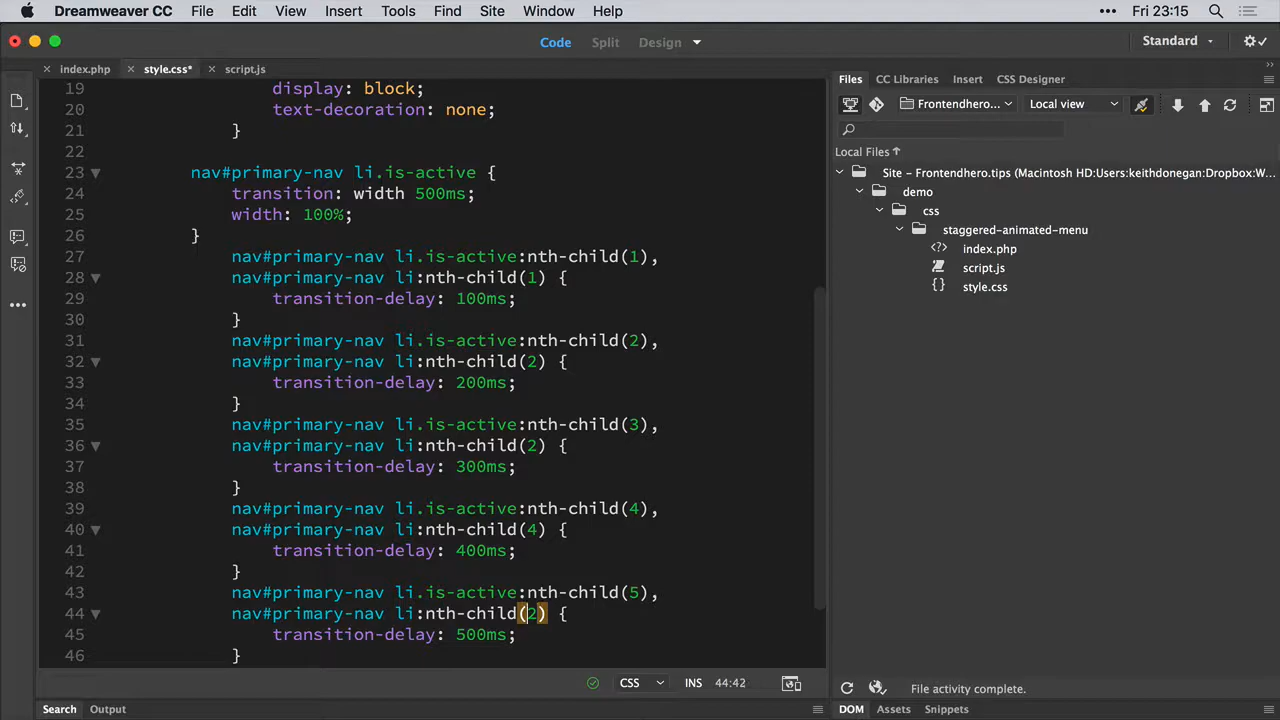 Dreamweaver CC File Edit View Insert Tools Find Site Window Help ••• Fri 23:15
Code Split Design Standard
index.php style.css* script.js
Files CC Libraries Insert CSS Designer
Frontendhero... Local view
Local Files
Site – Frontendhero.tips (Macintosh HD:Users:keithdonegan:Dropbox:W...
demo
css
staggered-animated-menu
index.php
script.js
style.css
19 display: block;
20 text-decoration: none;
21 }
22
23 nav#primary-nav li.is-active {
24 transition: width 500ms;
25 width: 100%;
26 }
27 nav#primary-nav li.is-active:nth-child(1),
28 nav#primary-nav li:nth-child(1) {
29 transition-delay: 100ms;
30 }
31 nav#primary-nav li.is-active:nth-child(2),
32 nav#primary-nav li:nth-child(2) {
33 transition-delay: 200ms;
34 }
35 nav#primary-nav li.is-active:nth-child(3),
36 nav#primary-nav li:nth-child(2) {
37 transition-delay: 300ms;
38 }
39 nav#primary-nav li.is-active:nth-child(4),
40 nav#primary-nav li:nth-child(4) {
41 transition-delay: 400ms;
42 }
43 nav#primary-nav li.is-active:nth-child(5),
44 nav#primary-nav li:nth-child(2) {
45 transition-delay: 500ms;
46 }
CSS INS 44:42
File activity complete.
Search Output
DOM Assets Snippets